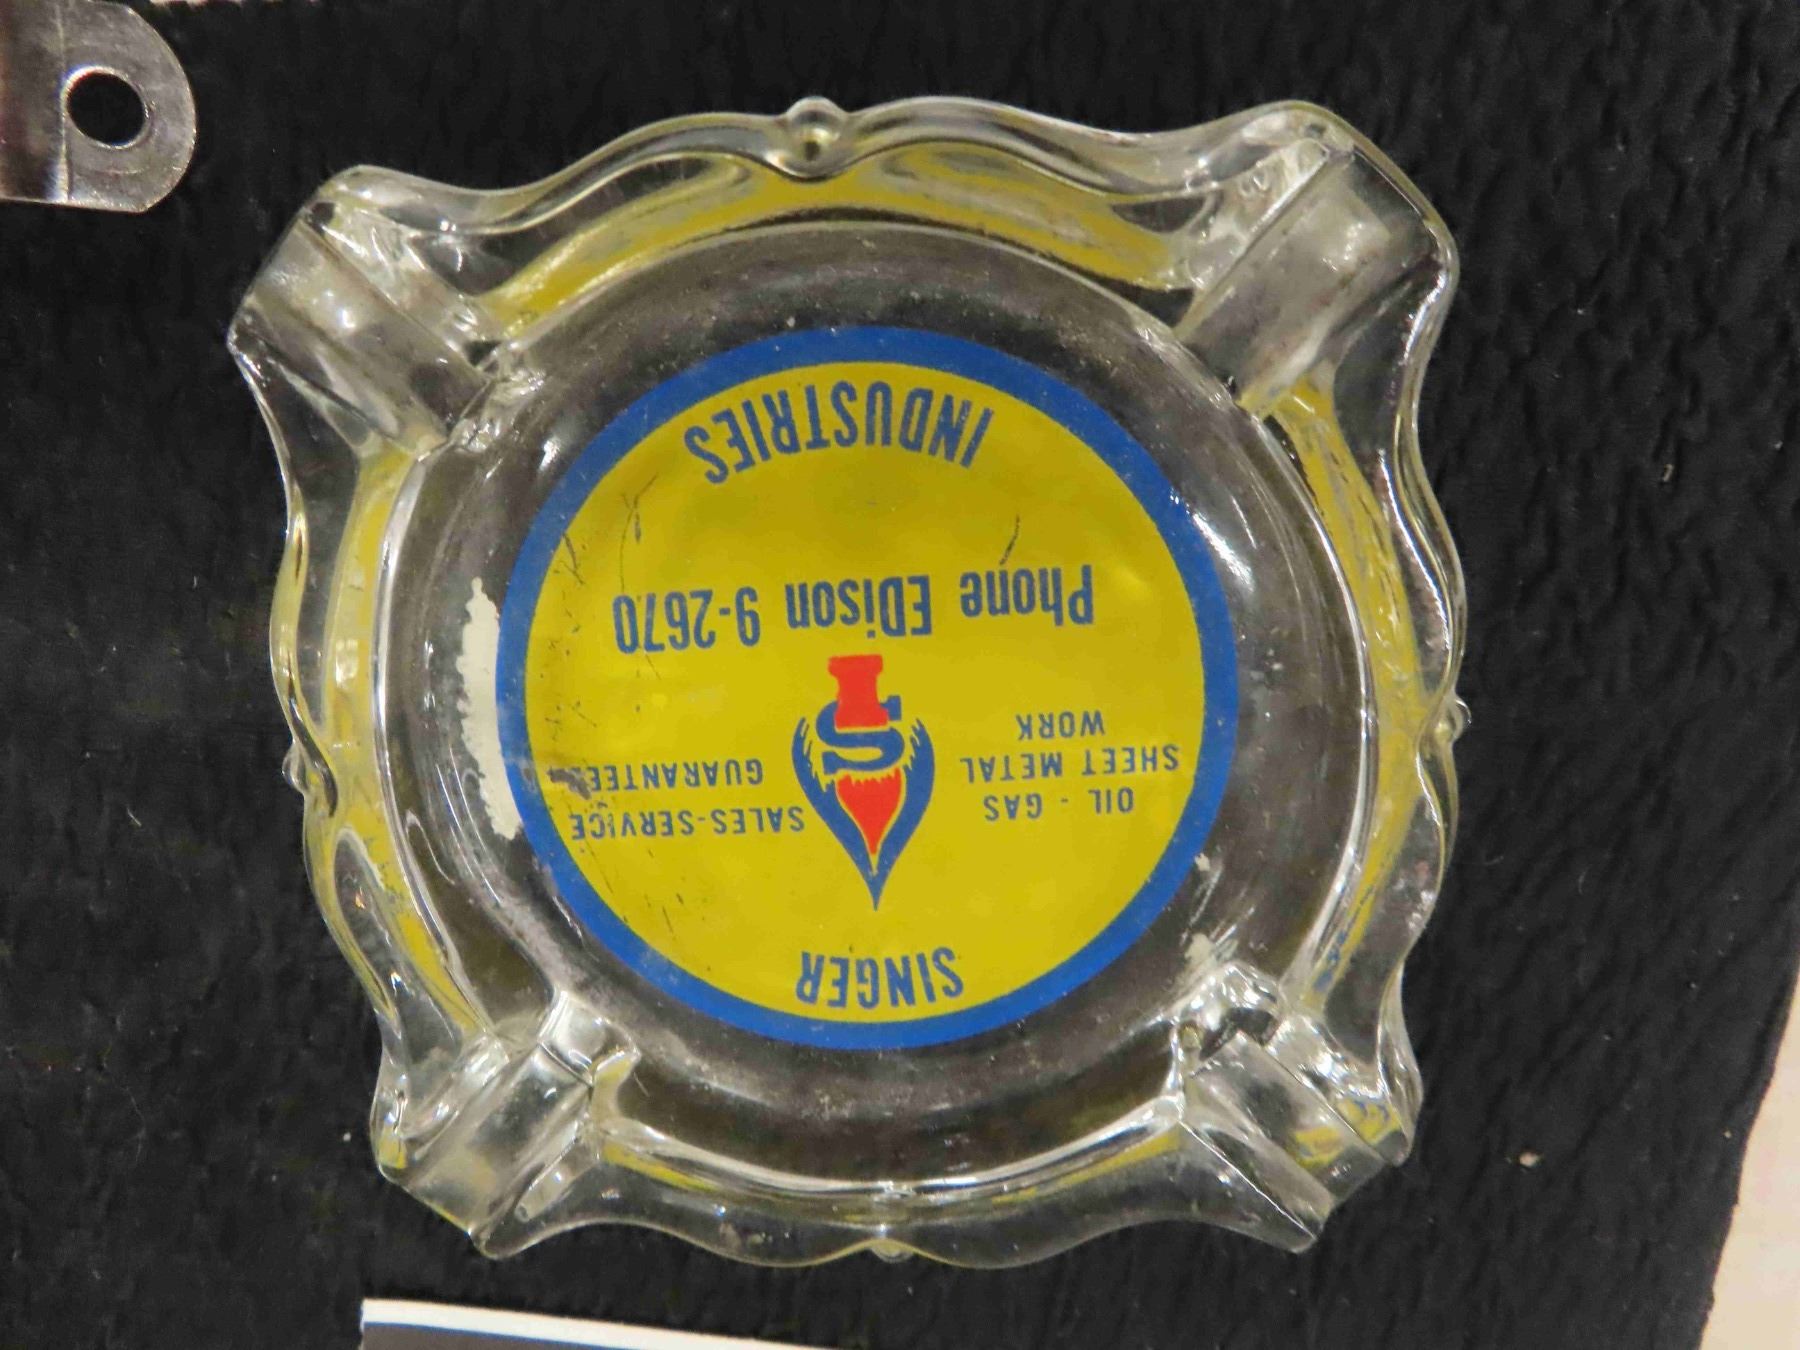 SINGER
OIL - GAS
SHEET METAL
WORK
SALES-SERVICE
GUARANTEED
S
Phone EDison 9-2670
INDUSTRIES